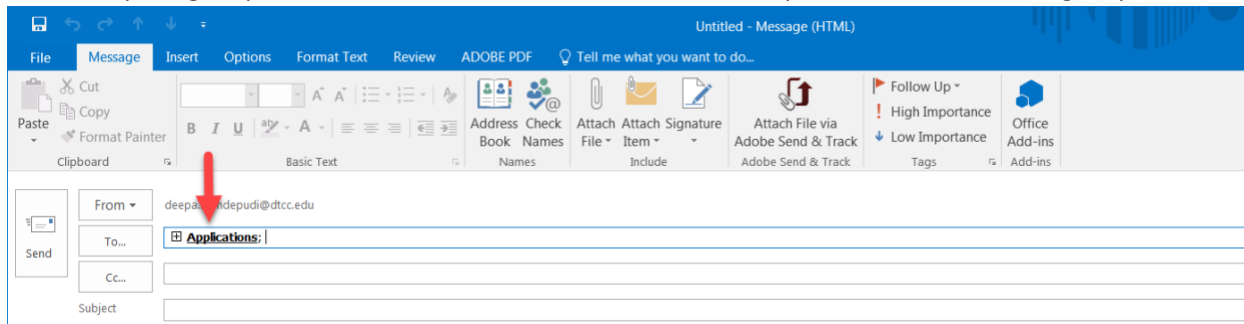 Untitled - Message (HTML)
File Message Insert Options Format Text Review ADOBE PDF Tell me what you want to do...
Cut
Copy
Format Painter
Paste
B I U
Address Book
Check Names
Attach File
Attach Item
Signature
Attach File via Adobe Send & Track
Follow Up
High Importance
Low Importance
Office Add-ins
Clipboard Basic Text Names Include Adobe Send & Track Tags Add-ins
From
To... Applications;
Send
Cc...
Subject